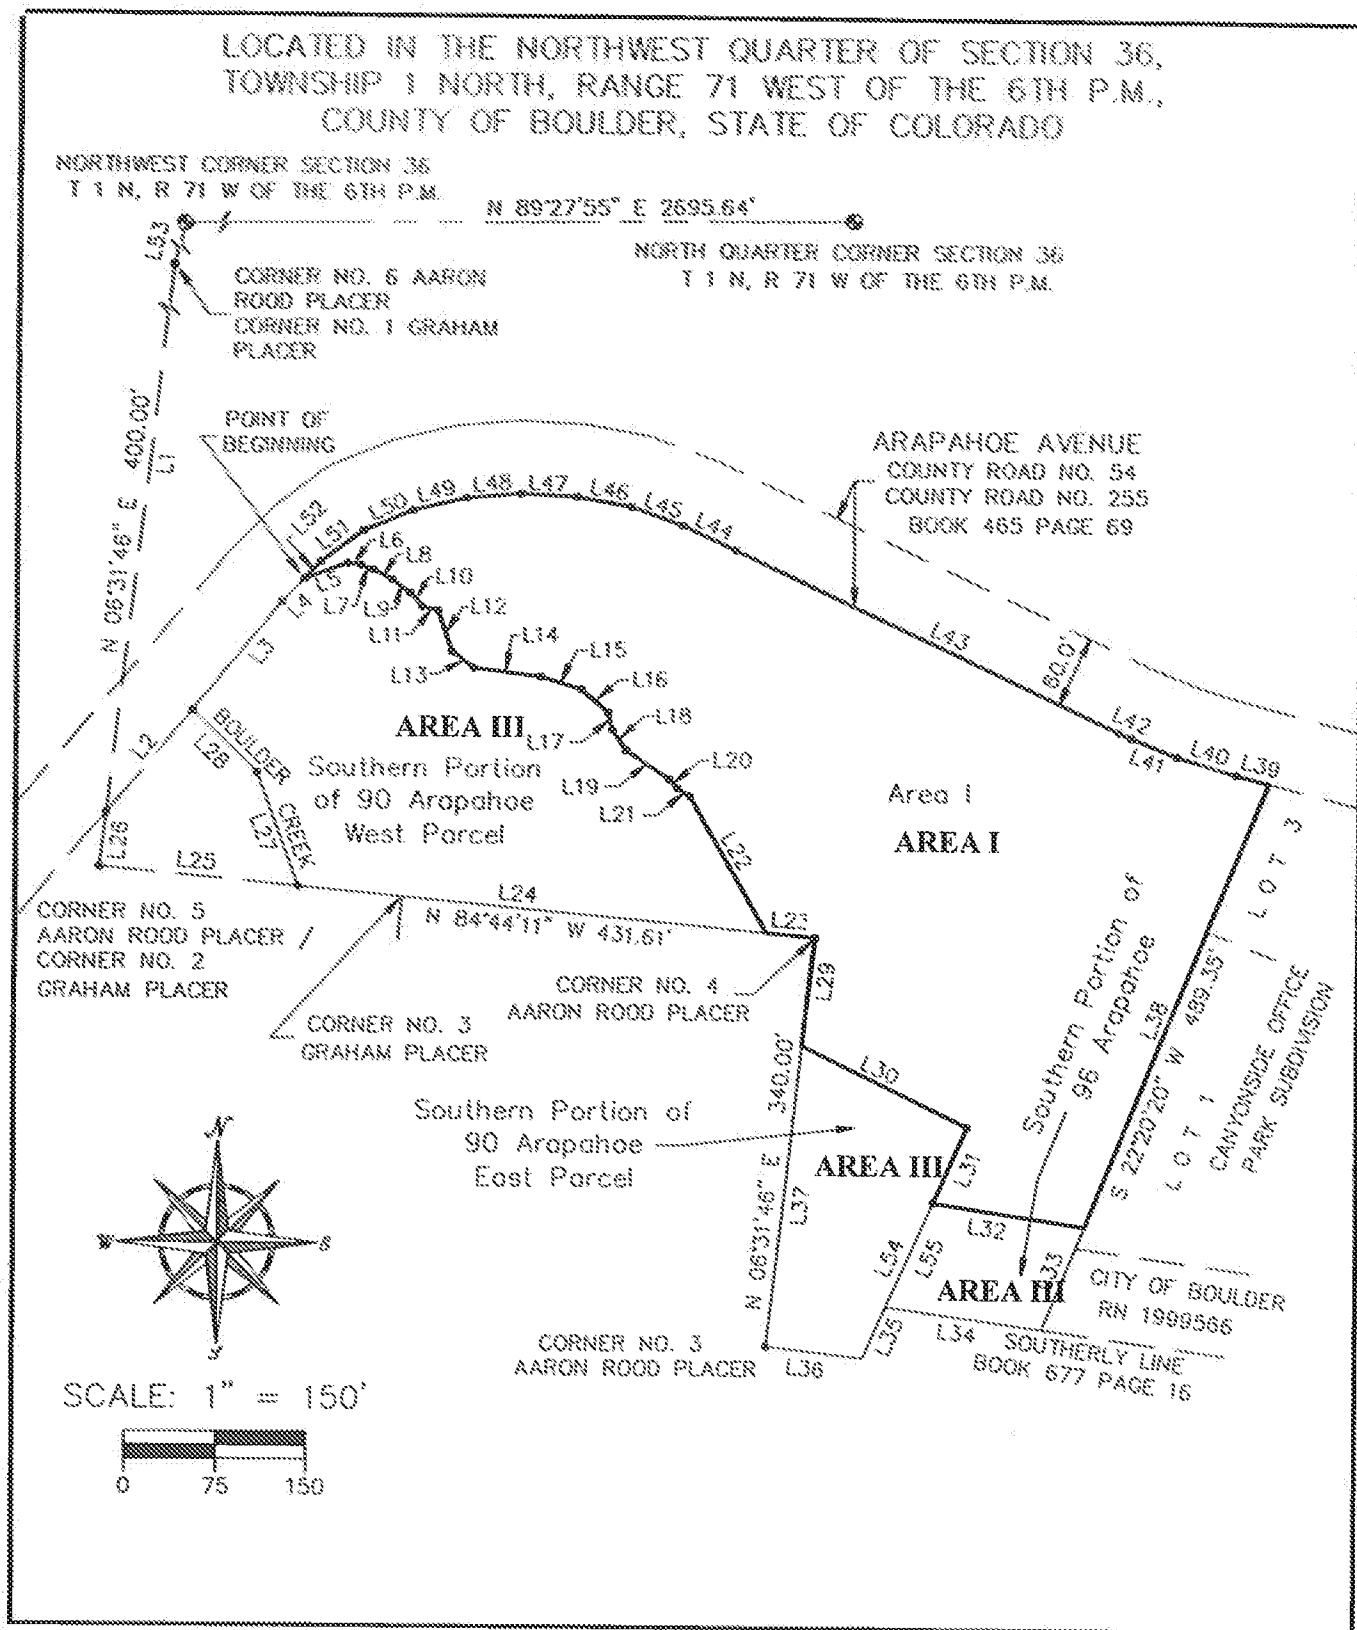 LOCATED IN THE NORTHWEST QUARTER OF SECTION 36,
TOWNSHIP 1 NORTH, RANGE 71 WEST OF THE 6TH P.M.,
COUNTY OF BOULDER, STATE OF COLORADO
NORTHWEST CORNER SECTION 36
T 1 N, R 71 W OF THE 6TH P.M.
N 89°27'55" E 2695.64'
NORTH QUARTER CORNER SECTION 36
T 1 N, R 71 W OF THE 6TH P.M.
L53
CORNER NO. 6 AARON
ROOD PLACER
CORNER NO. 1 GRAHAM
PLACER
N 06°31'46" E 400.00'
L1
POINT OF
BEGINNING
ARAPAHOE AVENUE
COUNTY ROAD NO. 54
COUNTY ROAD NO. 255
BOOK 465 PAGE 69
L52
L51
L50
L49
L48
L47
L46
L45
L44
L43
60.0'
L42
L41
L40
L39
L2
L3
L4
L5
L6
L7
L8
L9
L10
L11
L12
L13
L14
L15
L16
L17
L18
L19
L20
L21
L22
L23
AREA III
Southern Portion
of 90 Arapahoe
West Parcel
BOULDER CREEK
L28
L27
L26
L25
L24
N 84°44'11" W 431.61'
Area I
AREA I
LOT 3
CORNER NO. 5
AARON ROOD PLACER /
CORNER NO. 2
GRAHAM PLACER
CORNER NO. 3
GRAHAM PLACER
CORNER NO. 4
AARON ROOD PLACER
L29
L30
L31
L32
L33
Southern Portion of
96 Arapahoe
L38
S 22°20'20" W 489.35'
LOT 1
CANYONSIDE OFFICE
PARK SUBDIVISION
Southern Portion of
90 Arapahoe
East Parcel
AREA III
N 06°31'46" E 340.00'
L37
L54
L55
AREA III
L35
L34
L36
CITY OF BOULDER
RN 1999566
SOUTHERLY LINE
BOOK 677 PAGE 16
CORNER NO. 3
AARON ROOD PLACER
N
W
E
S
SCALE: 1" = 150'
0 75 150